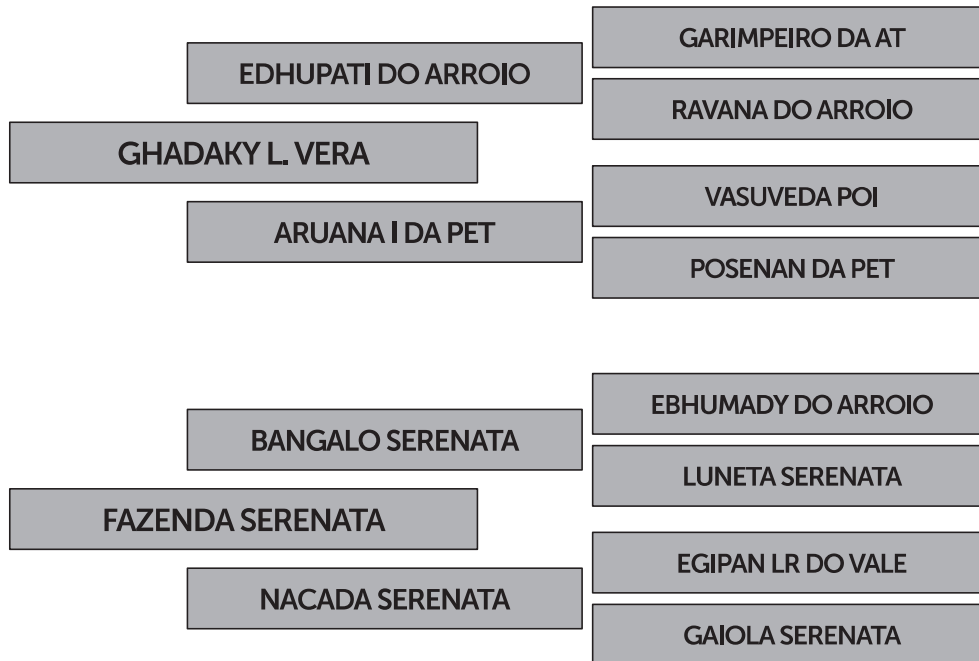 GARIMPEIRO DA AT
EDHUPATI DO ARROIO
RAVANA DO ARROIO
GHADAKY L. VERA
VASUVEDA POI
ARUANA I DA PET
POSENAN DA PET
EBHUMADY DO ARROIO
BANGALO SERENATA
LUNETA SERENATA
FAZENDA SERENATA
EGIPAN LR DO VALE
NACADA SERENATA
GAIOLA SERENATA